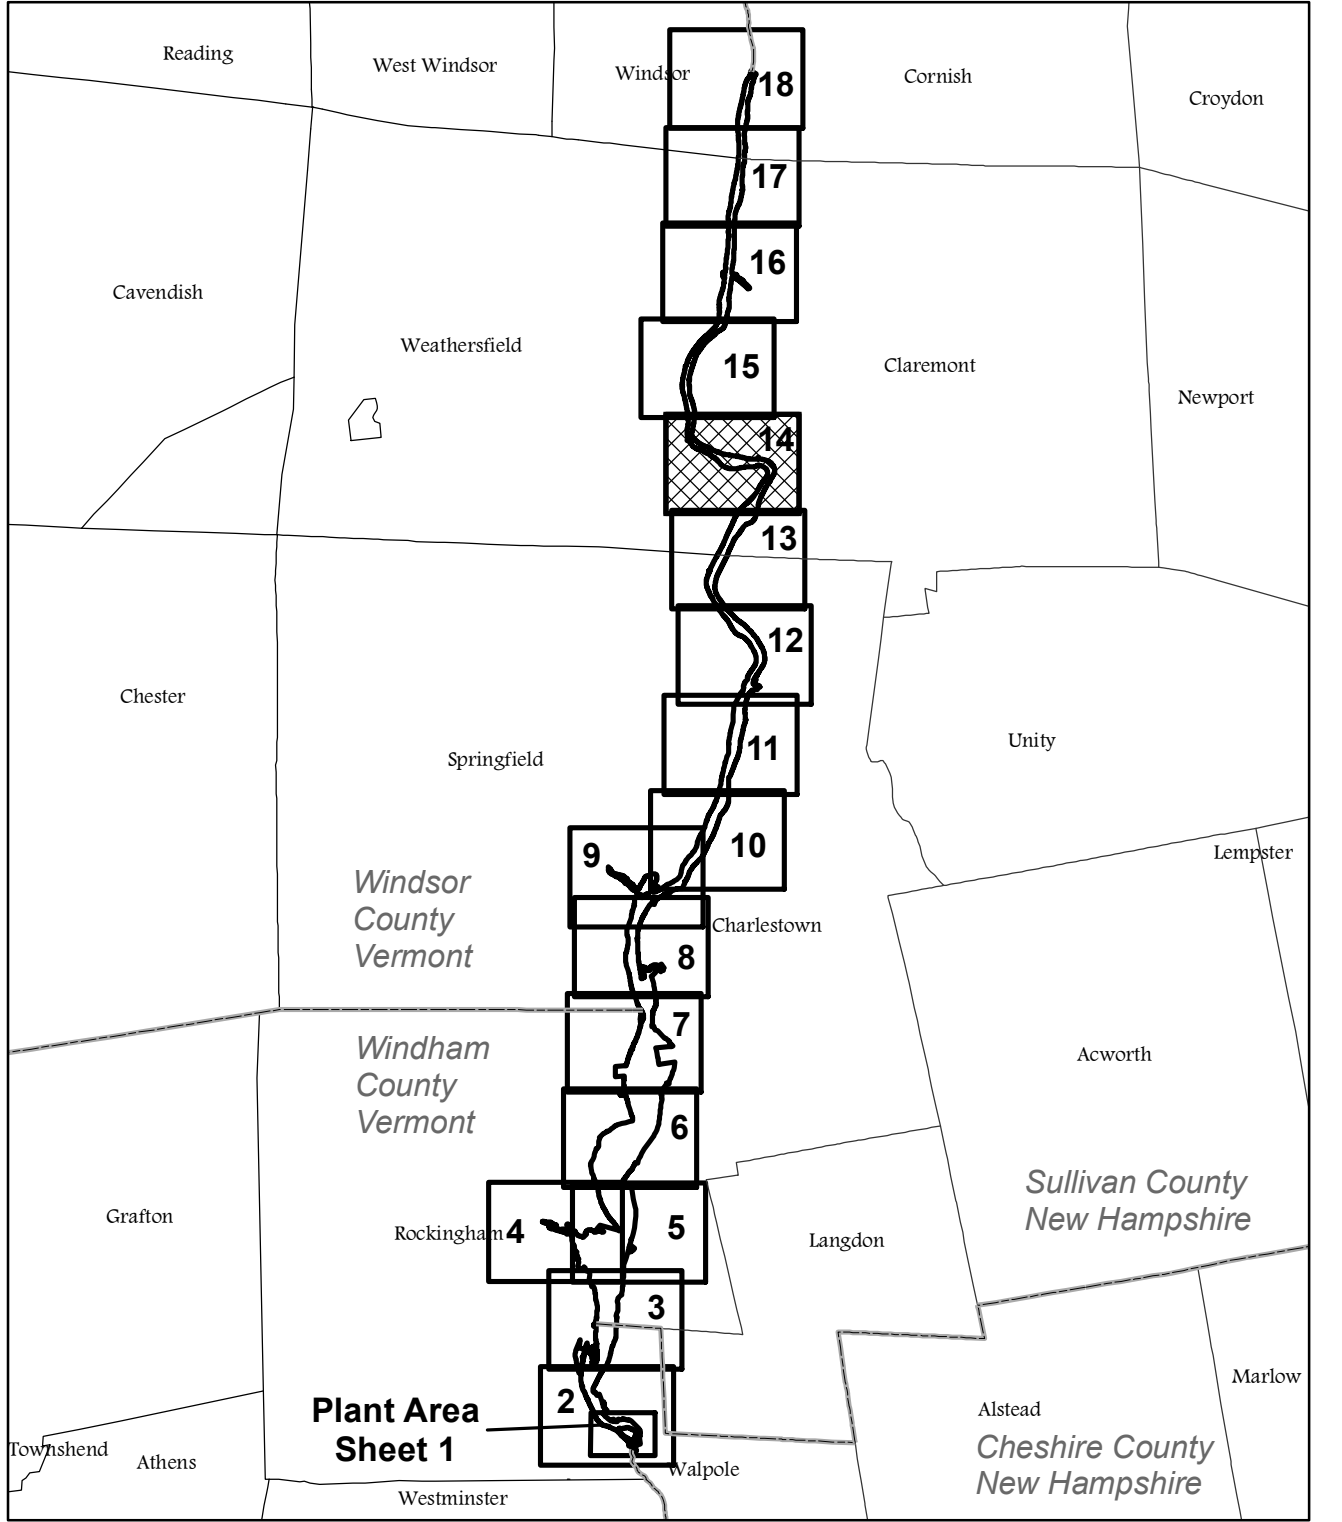 Reading
West Windsor
Windsor
18
Cornish
Croydon
17
16
Cavendish
Weathersfield
15
Claremont
Newport
14
13
12
Chester
Springfield
11
Unity
10
9
Lempster
Windsor
County
Vermont
Charlestown
8
7
Windham
County
Vermont
Acworth
6
Sullivan County
New Hampshire
Grafton
Rockingham
4
5
Langdon
3
Marlow
2
Plant Area
Sheet 1
Alstead
Cheshire County
New Hampshire
Townshend
Athens
Walpole
Westminster